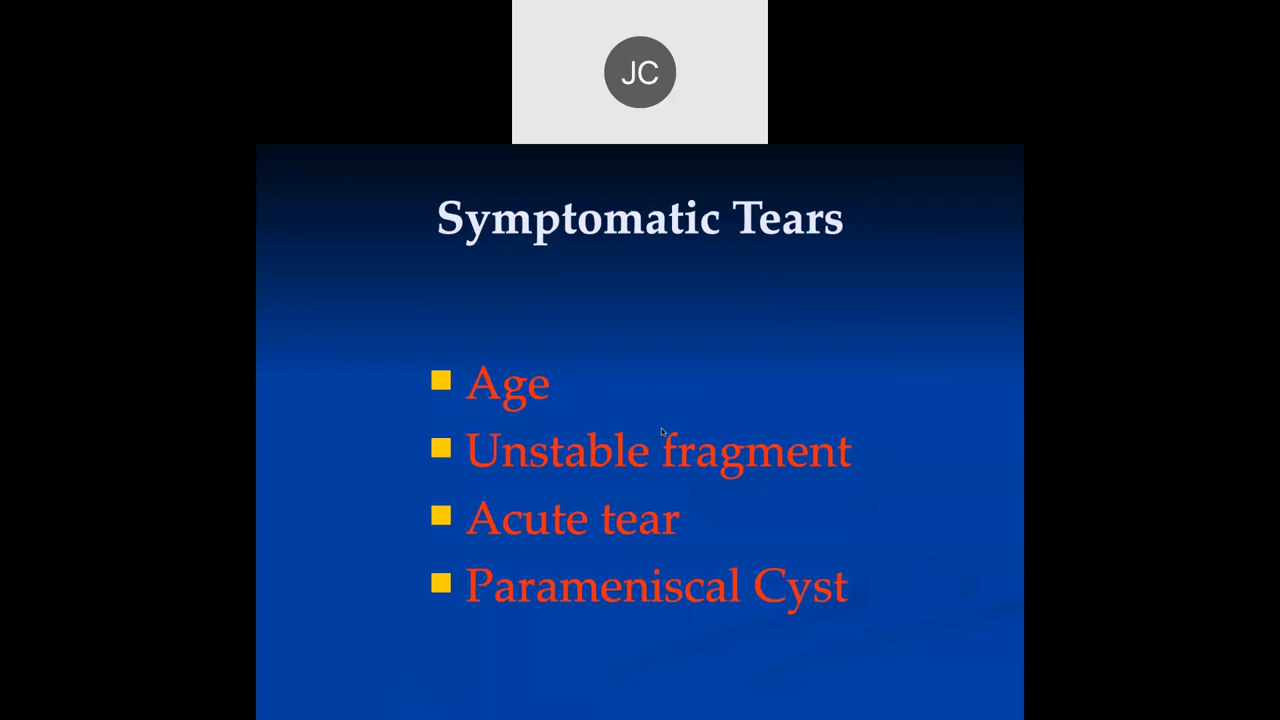 JC
Symptomatic Tears
Age
Unstable fragment
Acute tear
Parameniscal Cyst